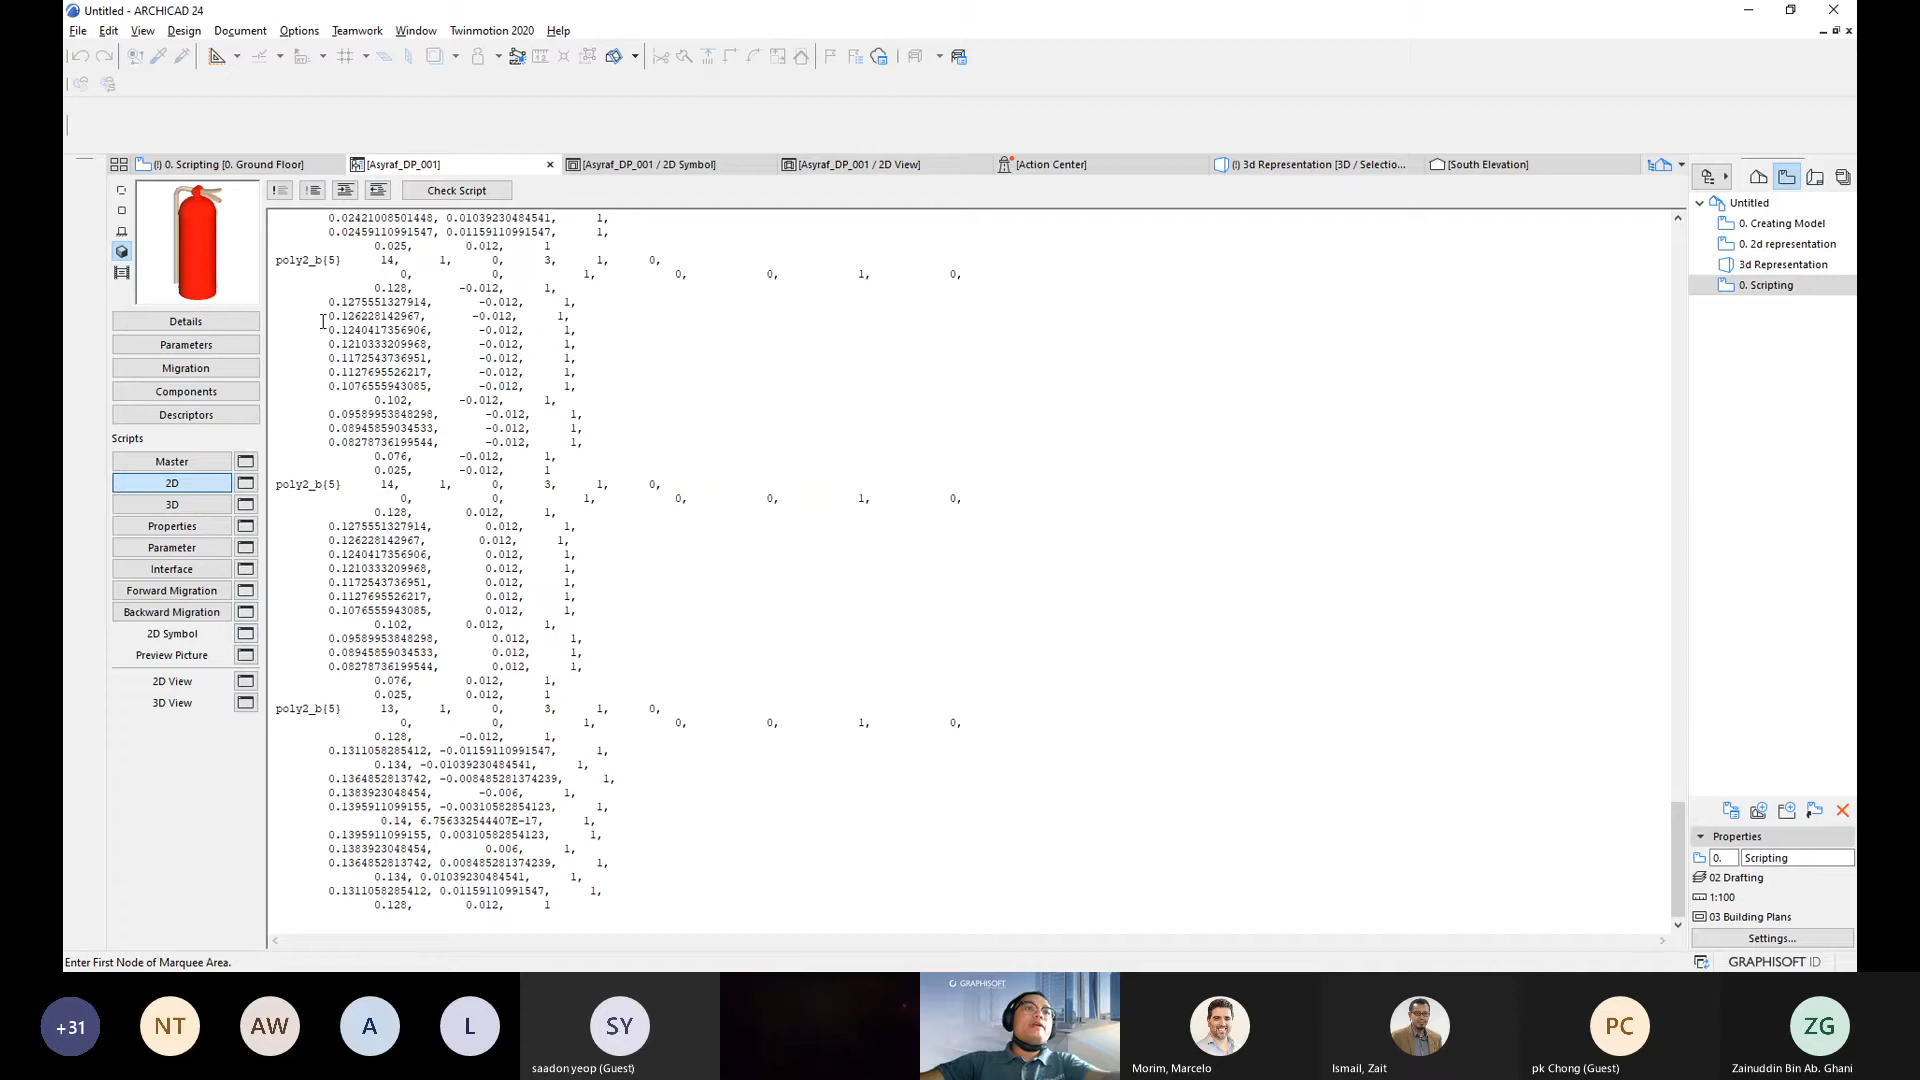 Untitled - ARCHICAD 24
File Edit View Design Document Options Teamwork Window Twinmotion 2020 Help
(!) 0. Scripting [0. Ground Floor] [Asyraf_DP_001] [Asyraf_DP_001 / 2D Symbol] [Asyraf_DP_001 / 2D View] [Action Center] (!) 3d Representation [3D / Selectio... [South Elevation]
Check Script
Details
Parameters
Migration
Components
Descriptors
Scripts
Master
2D
3D
Properties
Parameter
Interface
Forward Migration
Backward Migration
2D Symbol
Preview Picture
2D View
3D View
0.02421008501448, 0.01039230484541, 1,
0.02459110991547, 0.01159110991547, 1,
0.025, 0.012, 1
poly2_b{5} 14, 1, 0, 3, 1, 0,
0, 0, 1, 0, 0, 1, 0,
0.128, -0.012, 1,
0.1275551327914, -0.012, 1,
0.126228142967, -0.012, 1,
0.1240417356906, -0.012, 1,
0.1210333209968, -0.012, 1,
0.1172543736951, -0.012, 1,
0.1127695526217, -0.012, 1,
0.1076555943085, -0.012, 1,
0.102, -0.012, 1,
0.09589953848298, -0.012, 1,
0.08945859034533, -0.012, 1,
0.08278736199544, -0.012, 1,
0.076, -0.012, 1,
0.025, -0.012, 1
poly2_b{5} 14, 1, 0, 3, 1, 0,
0, 0, 1, 0, 0, 1, 0,
0.128, 0.012, 1,
0.1275551327914, 0.012, 1,
0.126228142967, 0.012, 1,
0.1240417356906, 0.012, 1,
0.1210333209968, 0.012, 1,
0.1172543736951, 0.012, 1,
0.1127695526217, 0.012, 1,
0.1076555943085, 0.012, 1,
0.102, 0.012, 1,
0.09589953848298, 0.012, 1,
0.08945859034533, 0.012, 1,
0.08278736199544, 0.012, 1,
0.076, 0.012, 1,
0.025, 0.012, 1
poly2_b{5} 13, 1, 0, 3, 1, 0,
0, 0, 1, 0, 0, 1, 0,
0.128, -0.012, 1,
0.1311058285412, -0.01159110991547, 1,
0.134, -0.01039230484541, 1,
0.1364852813742, -0.008485281374239, 1,
0.1383923048454, -0.006, 1,
0.1395911099155, -0.00310582854123, 1,
0.14, 6.756332544407E-17, 1,
0.1395911099155, 0.00310582854123, 1,
0.1383923048454, 0.006, 1,
0.1364852813742, 0.008485281374239, 1,
0.134, 0.01039230484541, 1,
0.1311058285412, 0.01159110991547, 1,
0.128, 0.012, 1
Untitled
0. Creating Model
0. 2d representation
3d Representation
0. Scripting
Properties
0. Scripting
02 Drafting
1:100
03 Building Plans
Settings...
GRAPHISOFT ID
Enter First Node of Marquee Area.
+31
NT
AW
A
L
SY
saadon yeop (Guest)
GRAPHISOFT
Morim, Marcelo
Ismail, Zait
PC
pk Chong (Guest)
ZG
Zainuddin Bin Ab. Ghani